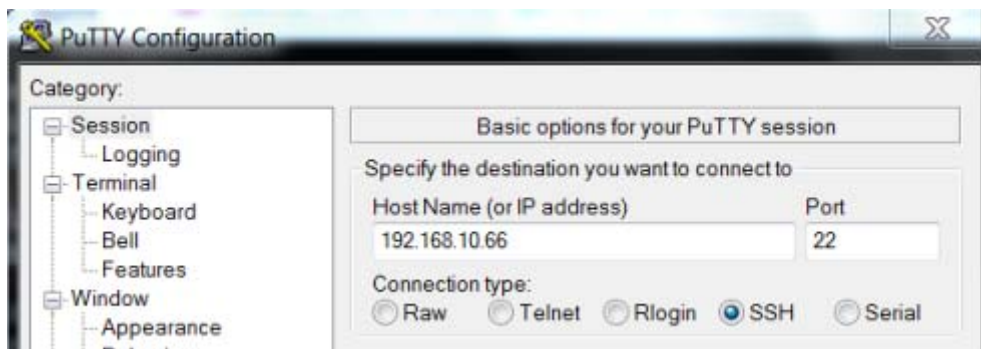 PuTTY Configuration
Category:
Session
Logging
Terminal
Keyboard
Bell
Features
Window
Appearance
Basic options for your PuTTY session
Specify the destination you want to connect to
Host Name (or IP address) Port
192.168.10.66 22
Connection type:
Raw Telnet Rlogin SSH Serial